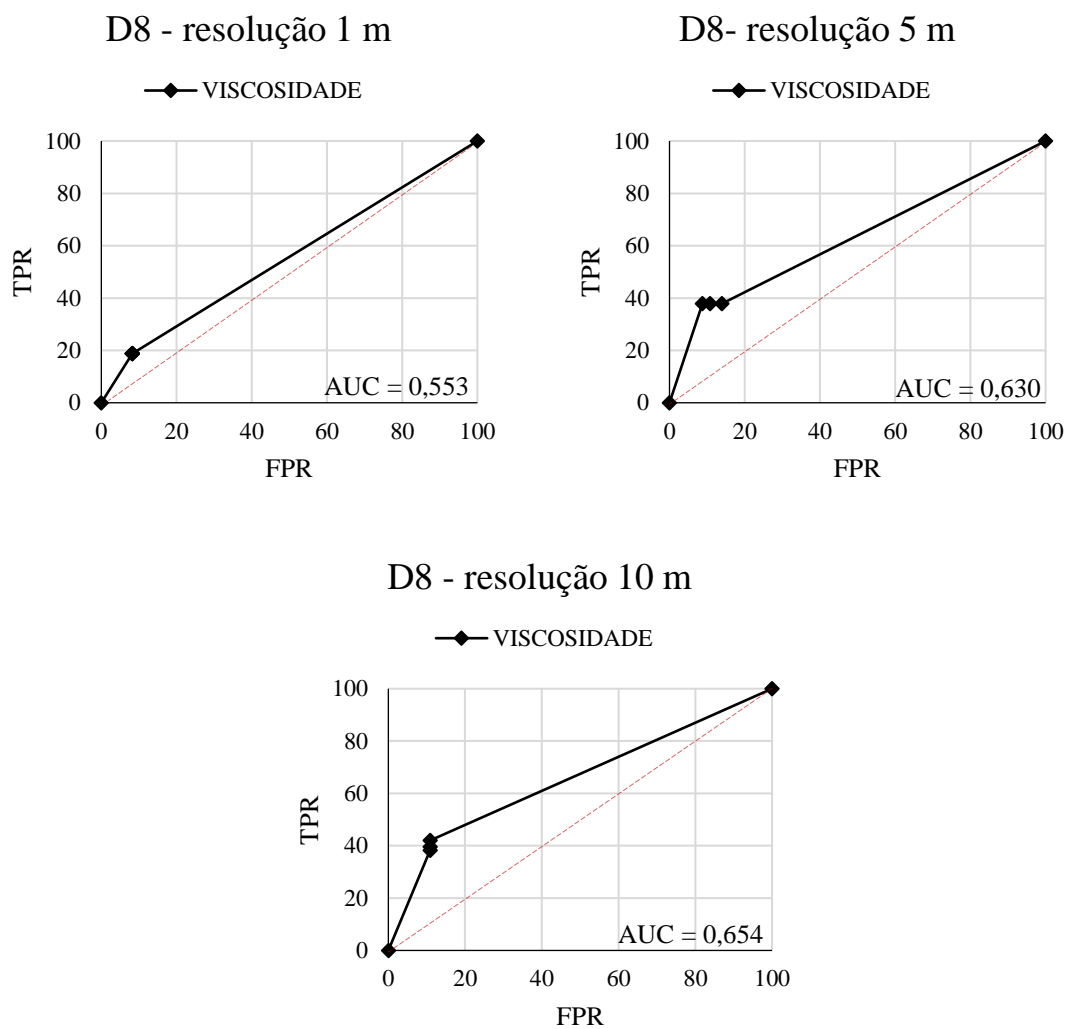 D8 - resolução 1 m
VISCOSIDADE
100
80
60
40
20
0
TPR
0 20 40 60 80 100
FPR
AUC = 0,553
D8- resolução 5 m
VISCOSIDADE
100
80
60
40
20
0
TPR
0 20 40 60 80 100
FPR
AUC = 0,630
D8 - resolução 10 m
VISCOSIDADE
100
80
60
40
20
0
TPR
0 20 40 60 80 100
FPR
AUC = 0,654